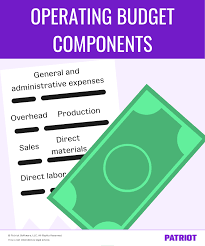 OPERATING BUDGET
COMPONENTS
General and
administrative expenses
Overhead Production
Sales Direct
materials
Direct labor
PATRIOT